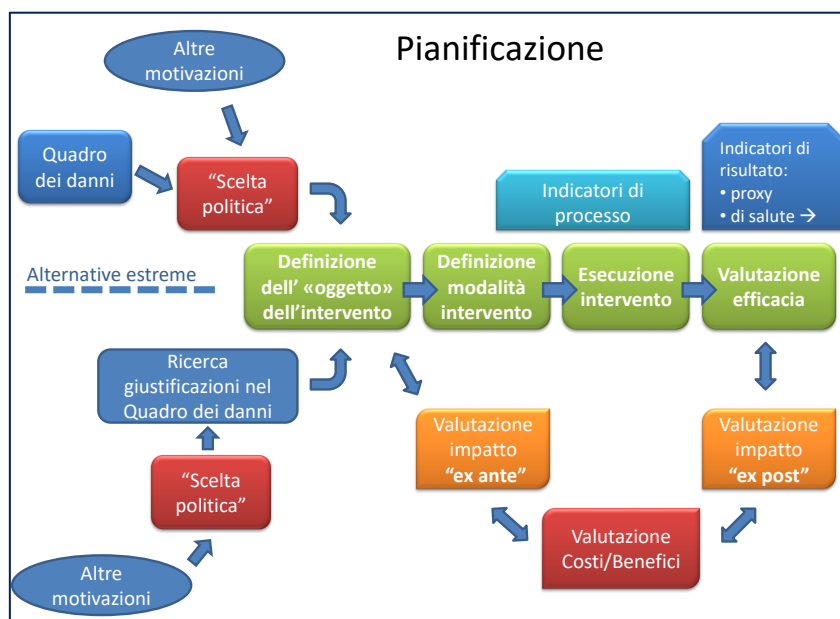 Altre
motivazioni
Pianificazione
Quadro
dei danni
“Scelta
politica”
Indicatori di
processo
Indicatori di
risultato:
• proxy
• di salute →
Alternative estreme
Definizione
dell’ «oggetto»
dell’intervento
Definizione
modalità
intervento
Esecuzione
intervento
Valutazione
efficacia
Ricerca
giustificazioni nel
Quadro dei danni
“Scelta
politica”
Altre
motivazioni
Valutazione
impatto
“ex ante”
Valutazione
impatto
“ex post”
Valutazione
Costi/Benefici